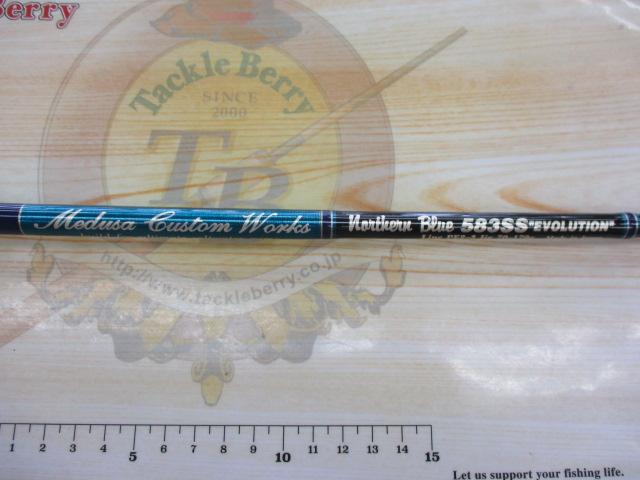 Berry
Tackle Berry
SINCE
2000
TB
Medusa Custom Works
Northern Blue 583SS "EVOLUTION"
http://www.tackleberry.co.jp
1 2 3 4 5 6 7 8 9 10 11 12 13 14 15
Let us support your fishing life.